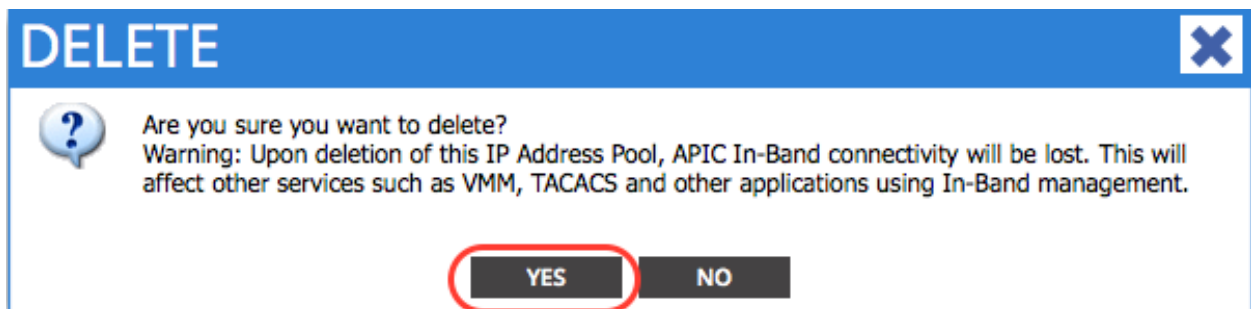 DELETE
Are you sure you want to delete?
Warning: Upon deletion of this IP Address Pool, APIC In-Band connectivity will be lost. This will
affect other services such as VMM, TACACS and other applications using In-Band management.
YES NO